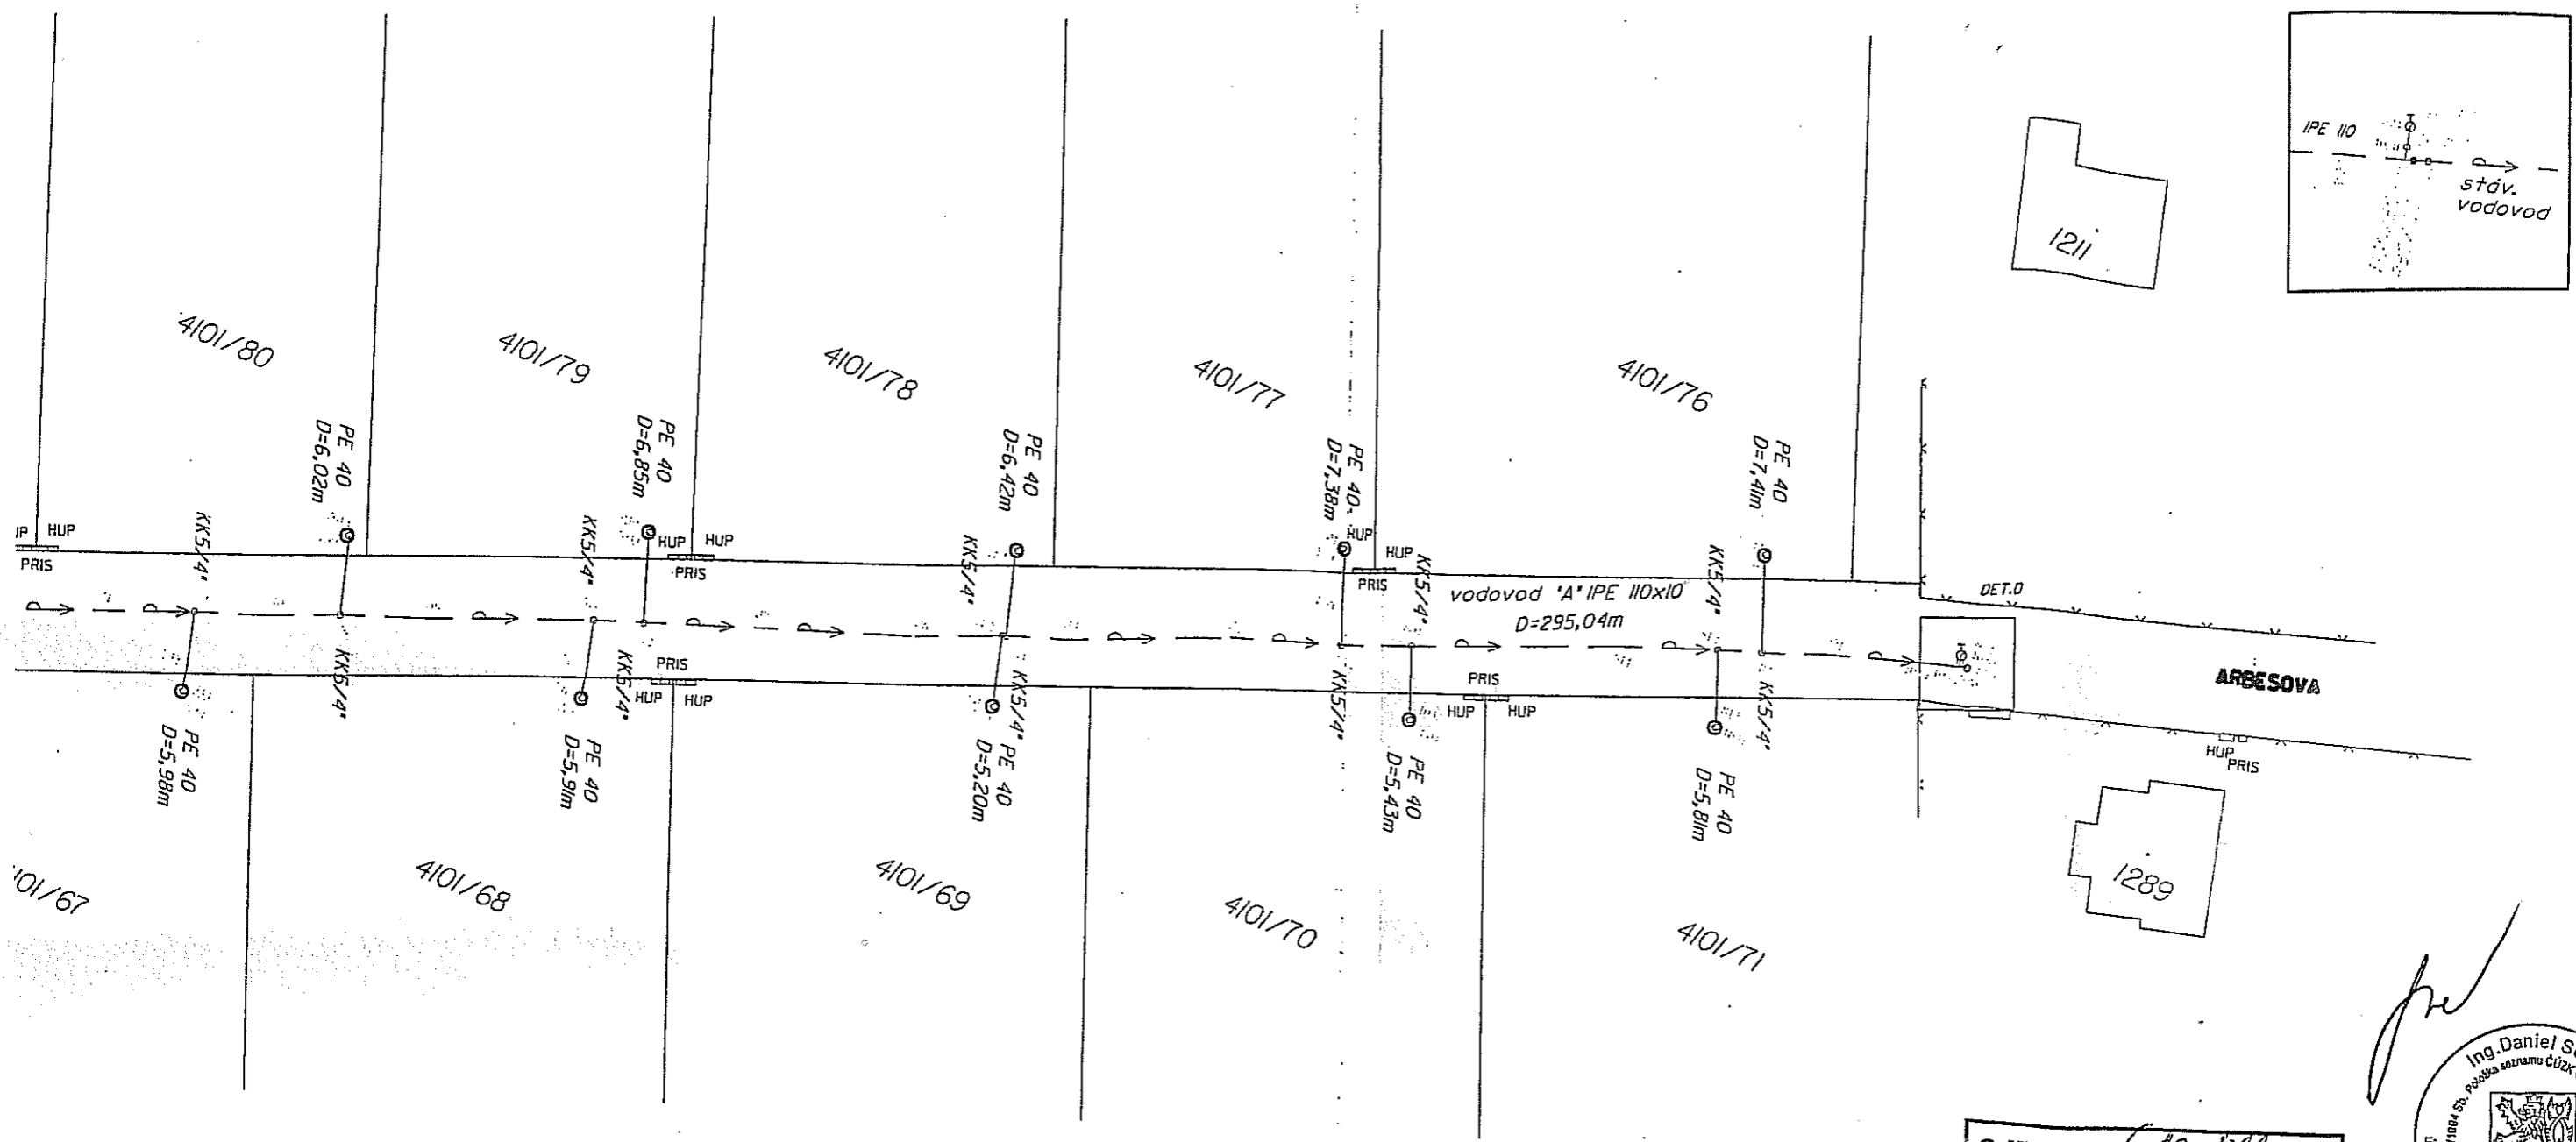 IPE 110
stáv.
vodovod
1211
4101/80
4101/79
4101/78
4101/77
4101/76
PE 40
D=6,02m
PE 40
D=6,85m
PE 40
D=6,42m
PE 40
D=7,38m
PE 40
D=7,41m
HUP
PRIS
KK5/4"
KK5/4"
HUP HUP
PRIS
KK5/4"
HUP HUP
PRIS
KK5/4"
KK5/4"
vodovod "A" IPE 110x10
D=295,04m
DET.D
ARBESOVA
KK5/4"
KK5/4"
PRIS
HUP HUP
KK5/4"
KK5/4"
PRIS
HUP HUP
KK5/4"
HUP
PRIS
PE 40
D=5,98m
PE 40
D=5,91m
PE 40
D=5,20m
PE 40
D=5,43m
PE 40
D=5,81m
4101/68
4101/69
4101/70
4101/71
1289
Ing.Daniel
Položka seznamu ČÚZK